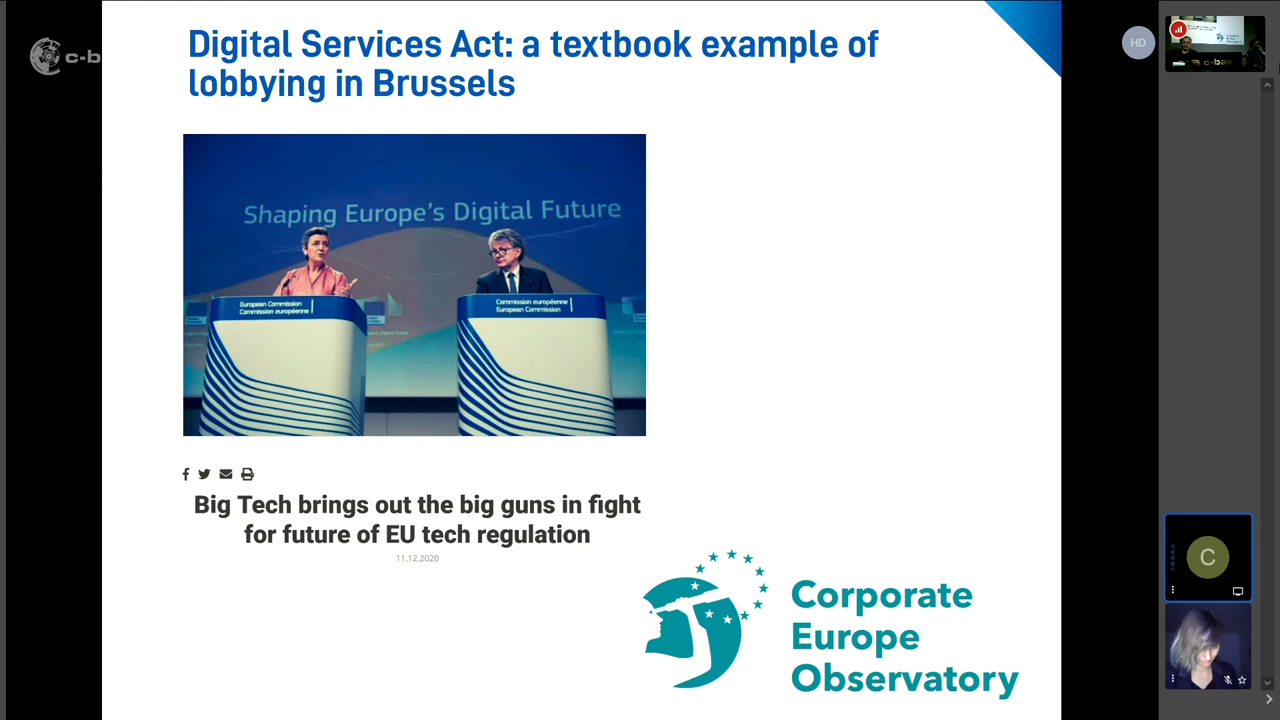 Digital Services Act: a textbook example of
lobbying in Brussels
c-b
HD
Shaping Europe's Digital Future
European Commission
Commission européenne
Commission européenne
European Commission
Big Tech brings out the big guns in fight
for future of EU tech regulation
11.12.2020
Corporate
Europe
Observatory
C